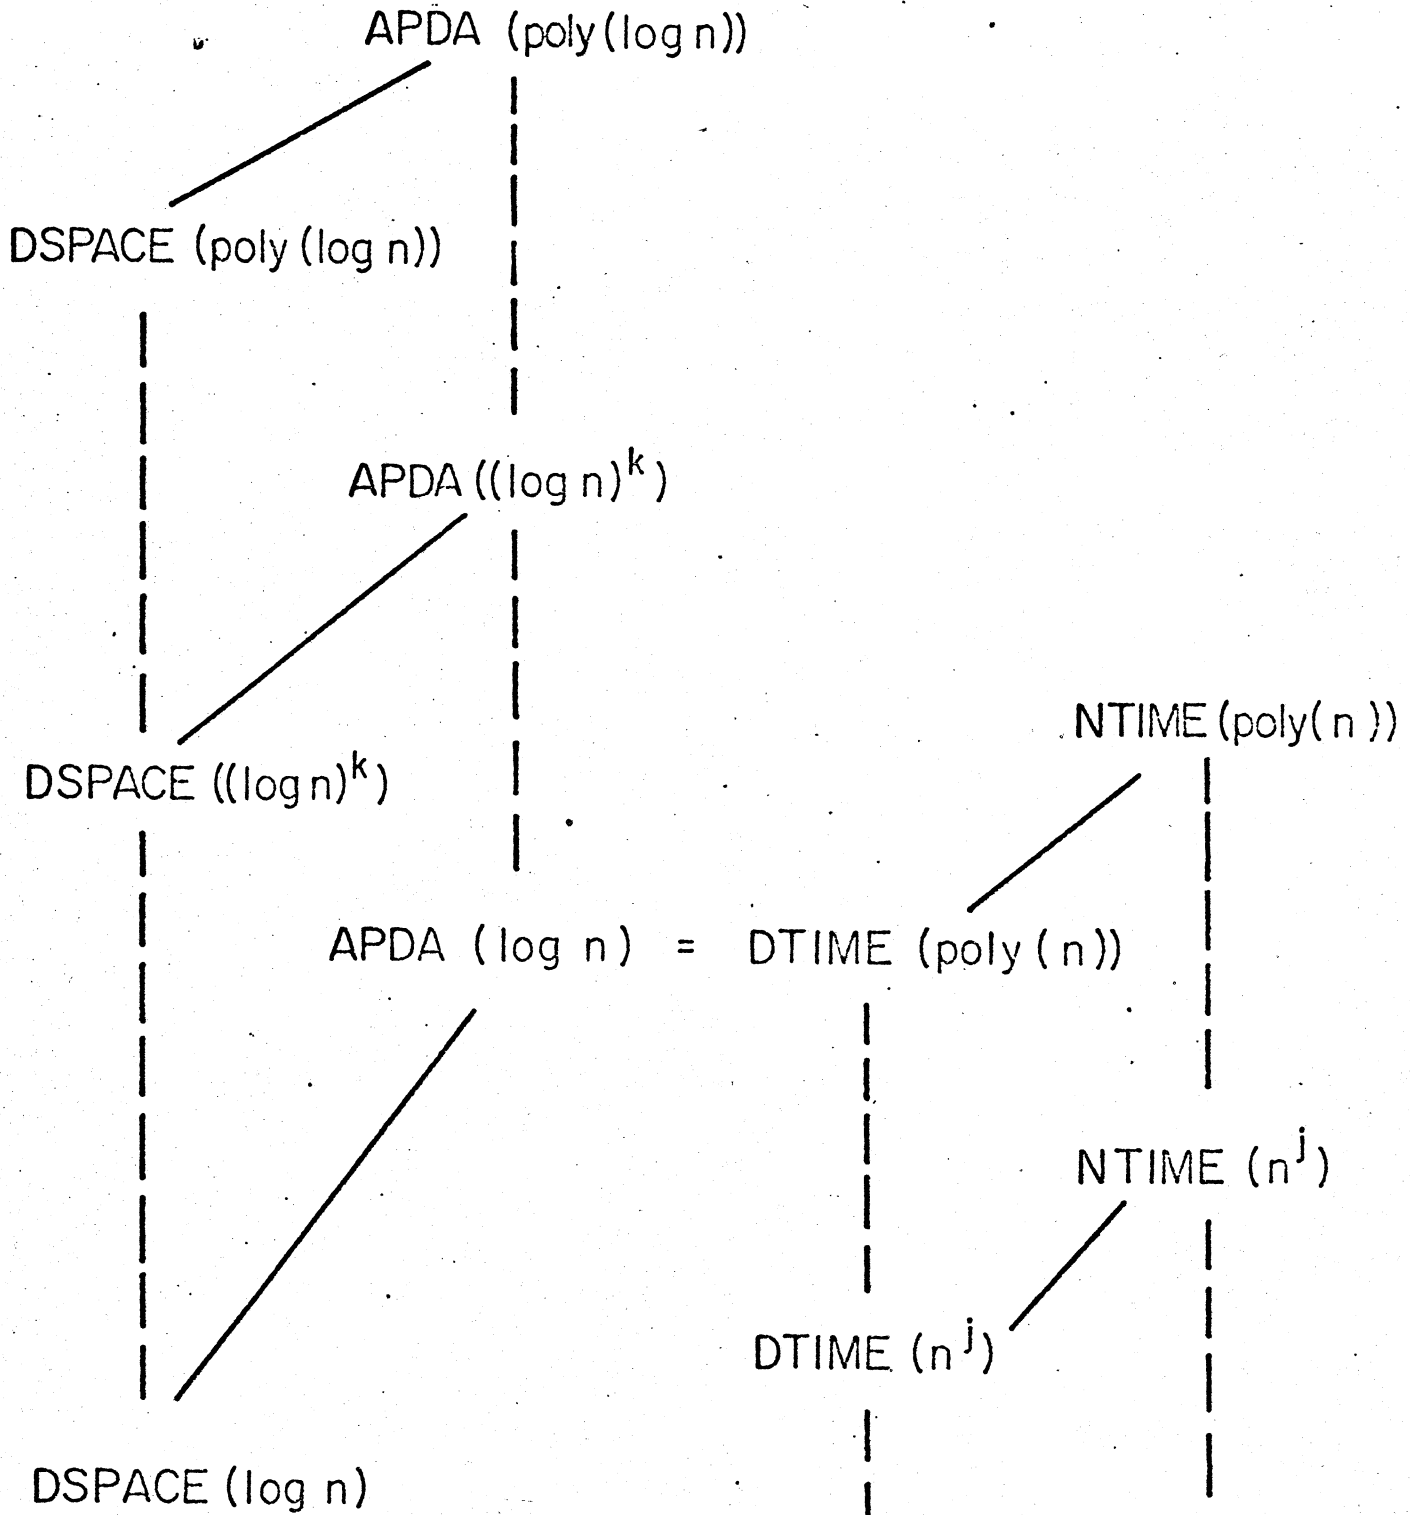 APDA (poly(log n))
DSPACE (poly(log n))
APDA((log n)^k)
NTIME(poly(n))
DSPACE ((log n)^k)
APDA (log n) = DTIME (poly(n))
NTIME (n^j)
DTIME (n^j)
DSPACE (log n)